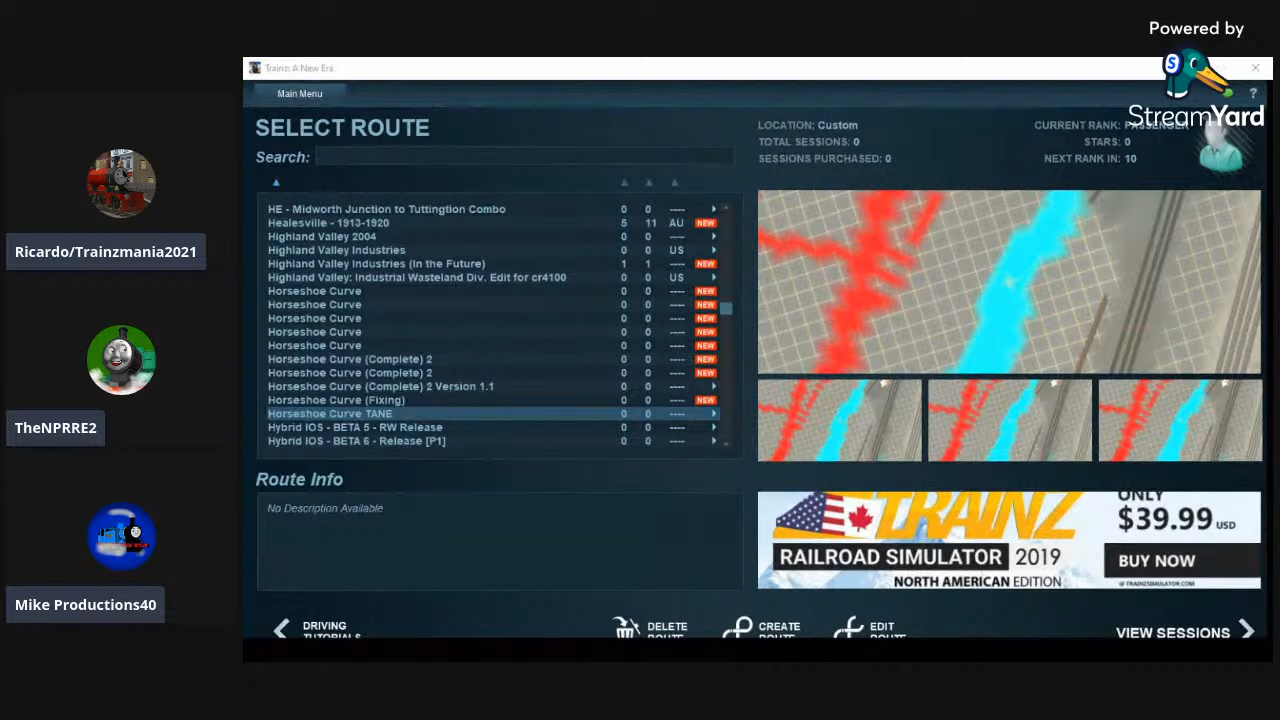 Powered by
StreamYard
Ricardo/Trainzmania2021
TheNPRRE2
Mike Productions40
Trainz: A New Era
Main Menu
?
SELECT ROUTE
Search:
LOCATION: Custom
TOTAL SESSIONS: 0
SESSIONS PURCHASED: 0
CURRENT RANK: PASSENGER
STARS: 0
NEXT RANK IN: 10
HE - Midworth Junction to Tuttingtion Combo 0 0 ----
Healesville - 1913-1920 5 11 AU NEW
Highland Valley 2004 0 0 ----
Highland Valley Industries 0 0 US
Highland Valley Industries (In the Future) 1 1 ---- NEW
Highland Valley: Industrial Wasteland Div. Edit for cr4100 0 0 US
Horseshoe Curve 0 0 ---- NEW
Horseshoe Curve 0 0 ---- NEW
Horseshoe Curve 0 0 ---- NEW
Horseshoe Curve 0 0 ---- NEW
Horseshoe Curve 0 0 ---- NEW
Horseshoe Curve (Complete) 2 0 0 ---- NEW
Horseshoe Curve (Complete) 2 0 0 ---- NEW
Horseshoe Curve (Complete) 2 Version 1.1 0 0 ----
Horseshoe Curve (Fixing) 0 0 ---- NEW
Horseshoe Curve TANE 0 0 ----
Hybrid IOS - BETA 5 - RW Release 0 0 ----
Hybrid IOS - BETA 6 - Release [P1] 0 0 ----
Route Info
No Description Available
TRAINZ
RAILROAD SIMULATOR 2019
NORTH AMERICAN EDITION
ONLY
$39.99 USD
BUY NOW
@ TRAINZSIMULATOR.COM
DRIVING
TUTORIALS
DELETE
ROUTE
CREATE
ROUTE
EDIT
ROUTE
VIEW SESSIONS